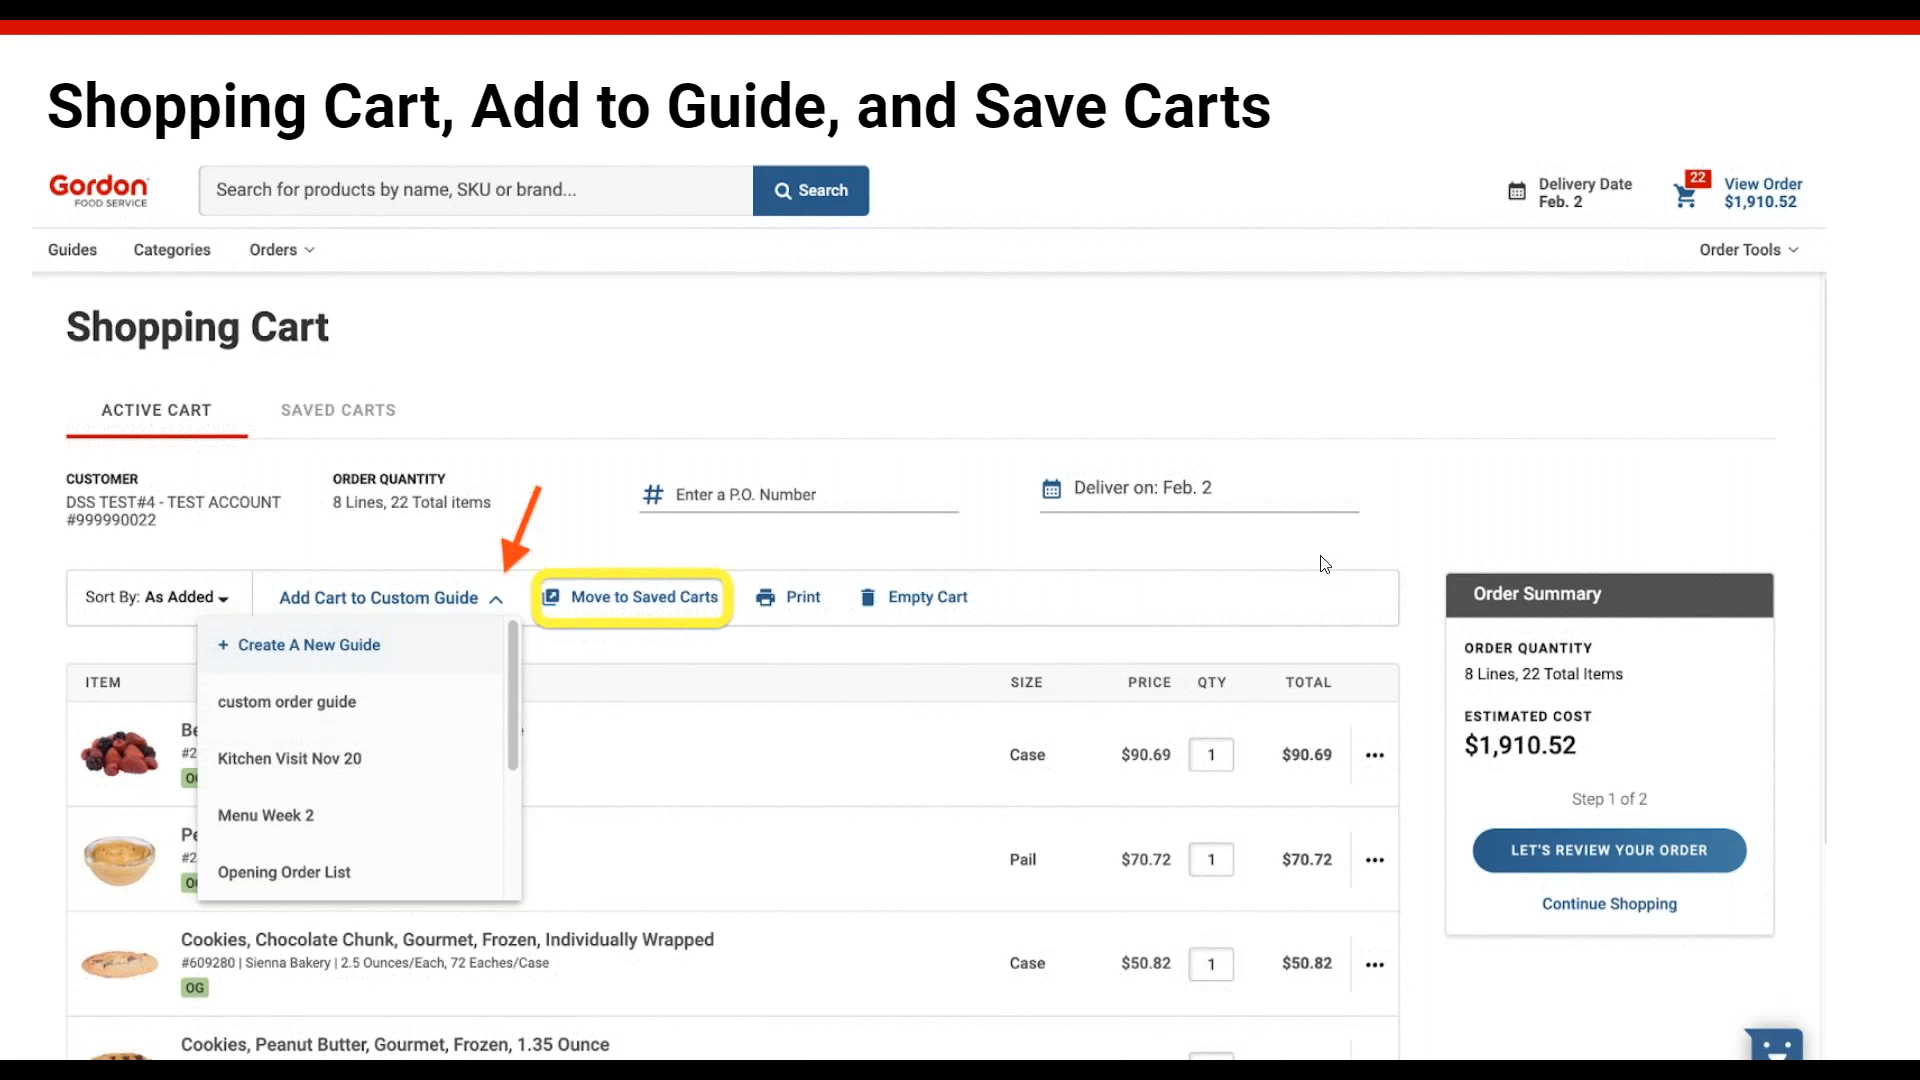 Shopping Cart, Add to Guide, and Save Carts
Gordon
FOOD SERVICE
Search for products by name, SKU or brand...
Search
Delivery Date
Feb. 2
22
View Order
$1,910.52
Guides
Categories
Orders
Order Tools
Shopping Cart
ACTIVE CART
SAVED CARTS
CUSTOMER
DSS TEST#4 - TEST ACCOUNT
#999990022
ORDER QUANTITY
8 Lines, 22 Total items
# Enter a P.O. Number
Deliver on: Feb. 2
Sort By: As Added
Add Cart to Custom Guide
Move to Saved Carts
Print
Empty Cart
+ Create A New Guide
custom order guide
Kitchen Visit Nov 20
Menu Week 2
Opening Order List
ITEM
SIZE
PRICE
QTY
TOTAL
Case
$90.69
1
$90.69
Pail
$70.72
1
$70.72
Cookies, Chocolate Chunk, Gourmet, Frozen, Individually Wrapped
#609280 | Sienna Bakery | 2.5 Ounces/Each, 72 Eaches/Case
OG
Case
$50.82
1
$50.82
Cookies, Peanut Butter, Gourmet, Frozen, 1.35 Ounce
Order Summary
ORDER QUANTITY
8 Lines, 22 Total Items
ESTIMATED COST
$1,910.52
Step 1 of 2
LET'S REVIEW YOUR ORDER
Continue Shopping